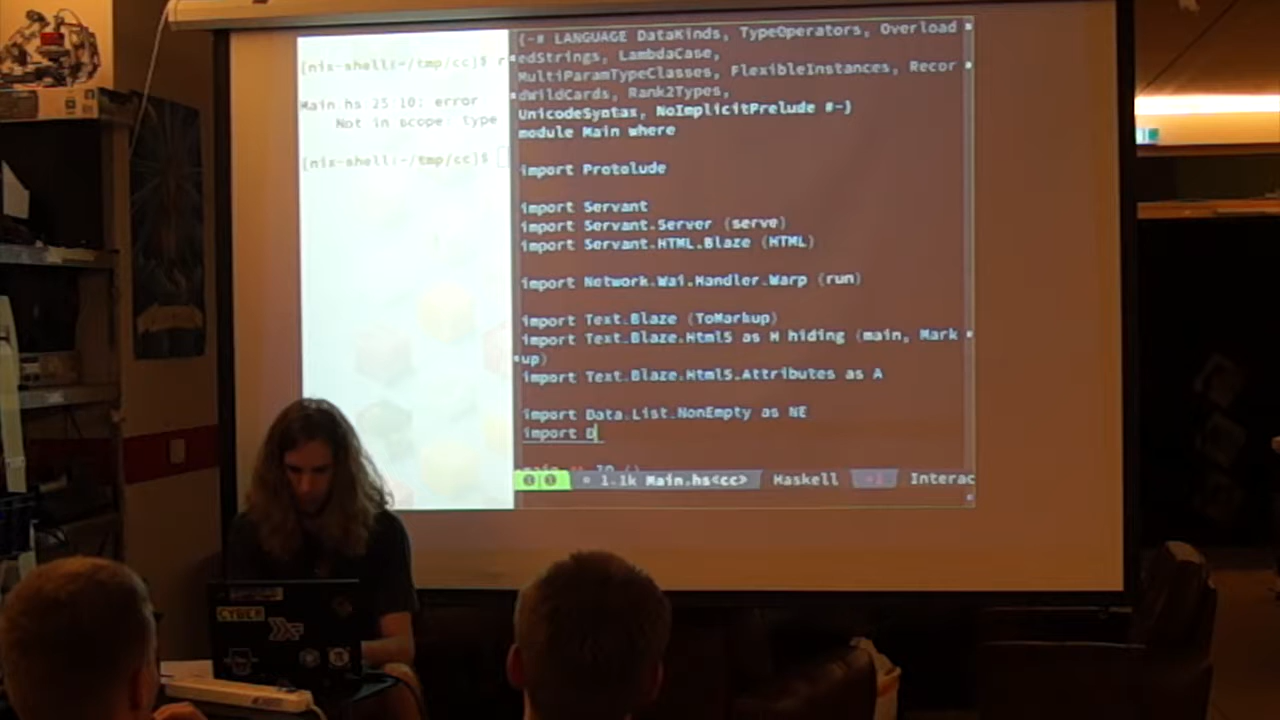 [nix-shell:~/tmp/cc]$ r
Main.hs 25:10: error
Not in scope: type
[nix-shell:~/tmp/cc]$
{-# LANGUAGE DataKinds, TypeOperators, Overload
edStrings, LambdaCase,
MultiParamTypeClasses, FlexibleInstances, Recor
dWildCards, Rank2Types,
UnicodeSyntax, NoImplicitPrelude #-}
module Main where
import Protolude
import Servant
import Servant.Server (serve)
import Servant.HTML.Blaze (HTML)
import Network.Wai.Handler.Warp (run)
import Text.Blaze (ToMarkup)
import Text.Blaze.Html5 as H hiding (main, Mark
up)
import Text.Blaze.Html5.Attributes as A
import Data.List.NonEmpty as NE
import D
1.1k Main.hs<cc> Haskell Interac
CYBER